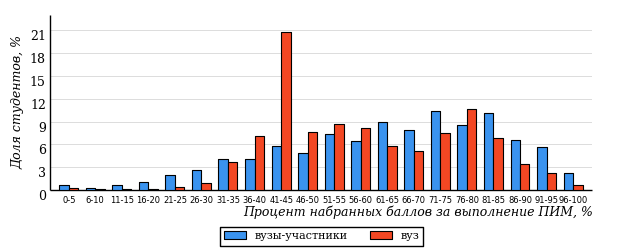 Доля студентов, %
21
18
15
12
9
6
3
0
0-5 6-10 11-15 16-20 21-25 26-30 31-35 36-40 41-45 46-50 51-55 56-60 61-65 66-70 71-75 76-80 81-85 86-90 91-95 96-100
Процент набранных баллов за выполнение ПИМ, %
вузы-участники вуз